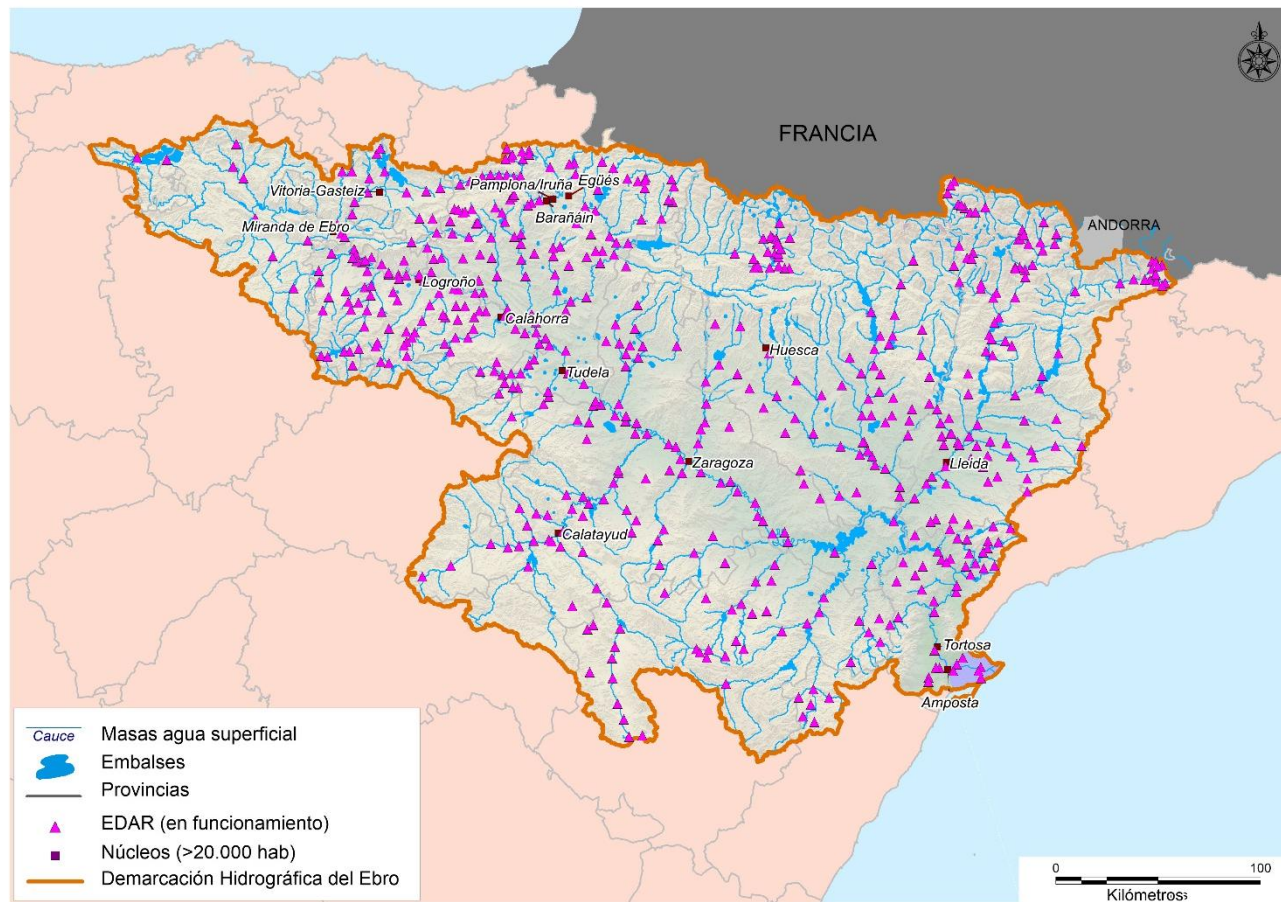 FRANCIA
ANDORRA
Vitoria-Gasteiz
Pamplona/Iruña
Egüés
Barañáin
Miranda de Ebro
Logroño
Calahorra
Huesca
Tudela
Zaragoza
Lleida
Calatayud
Tortosa
Amposta
Cauce Masas agua superficial
Embalses
Provincias
EDAR (en funcionamiento)
Núcleos (>20.000 hab)
Demarcación Hidrográfica del Ebro
0 100
Kilómetros